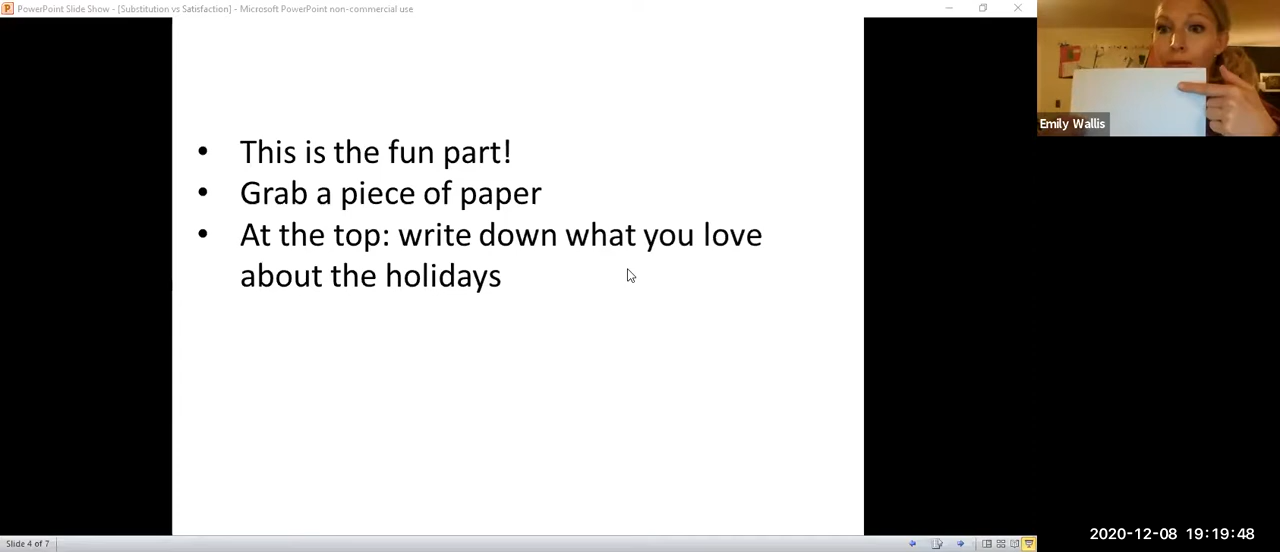 PowerPoint Slide Show - [Substitution vs Satisfaction] - Microsoft PowerPoint non-commercial use
Emily Wallis
• This is the fun part!
• Grab a piece of paper
• At the top: write down what you love
about the holidays
2020-12-08 19:19:48
Slide 4 of 7